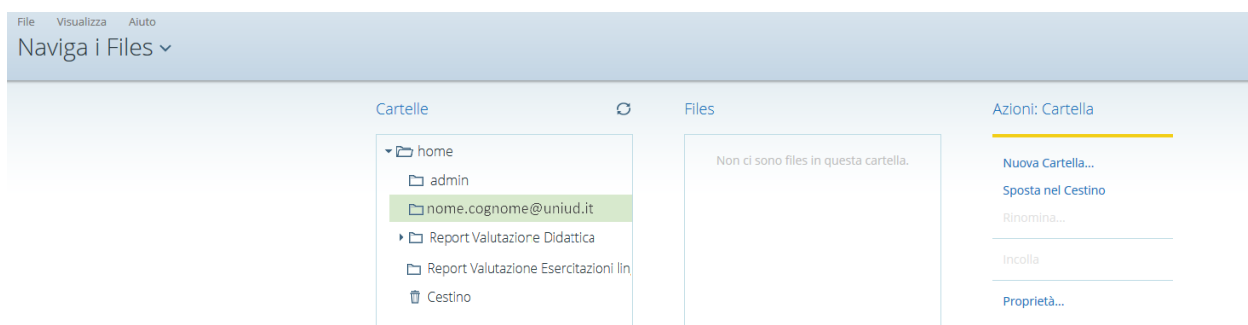 File Visualizza Aiuto
Naviga i Files
Cartelle
home
admin
nome.cognome@uniud.it
Report Valutazione Didattica
Report Valutazione Esercitazioni lin
Cestino
Files
Non ci sono files in questa cartella.
Azioni: Cartella
Nuova Cartella...
Sposta nel Cestino
Rinomina...
Incolla
Proprietà...